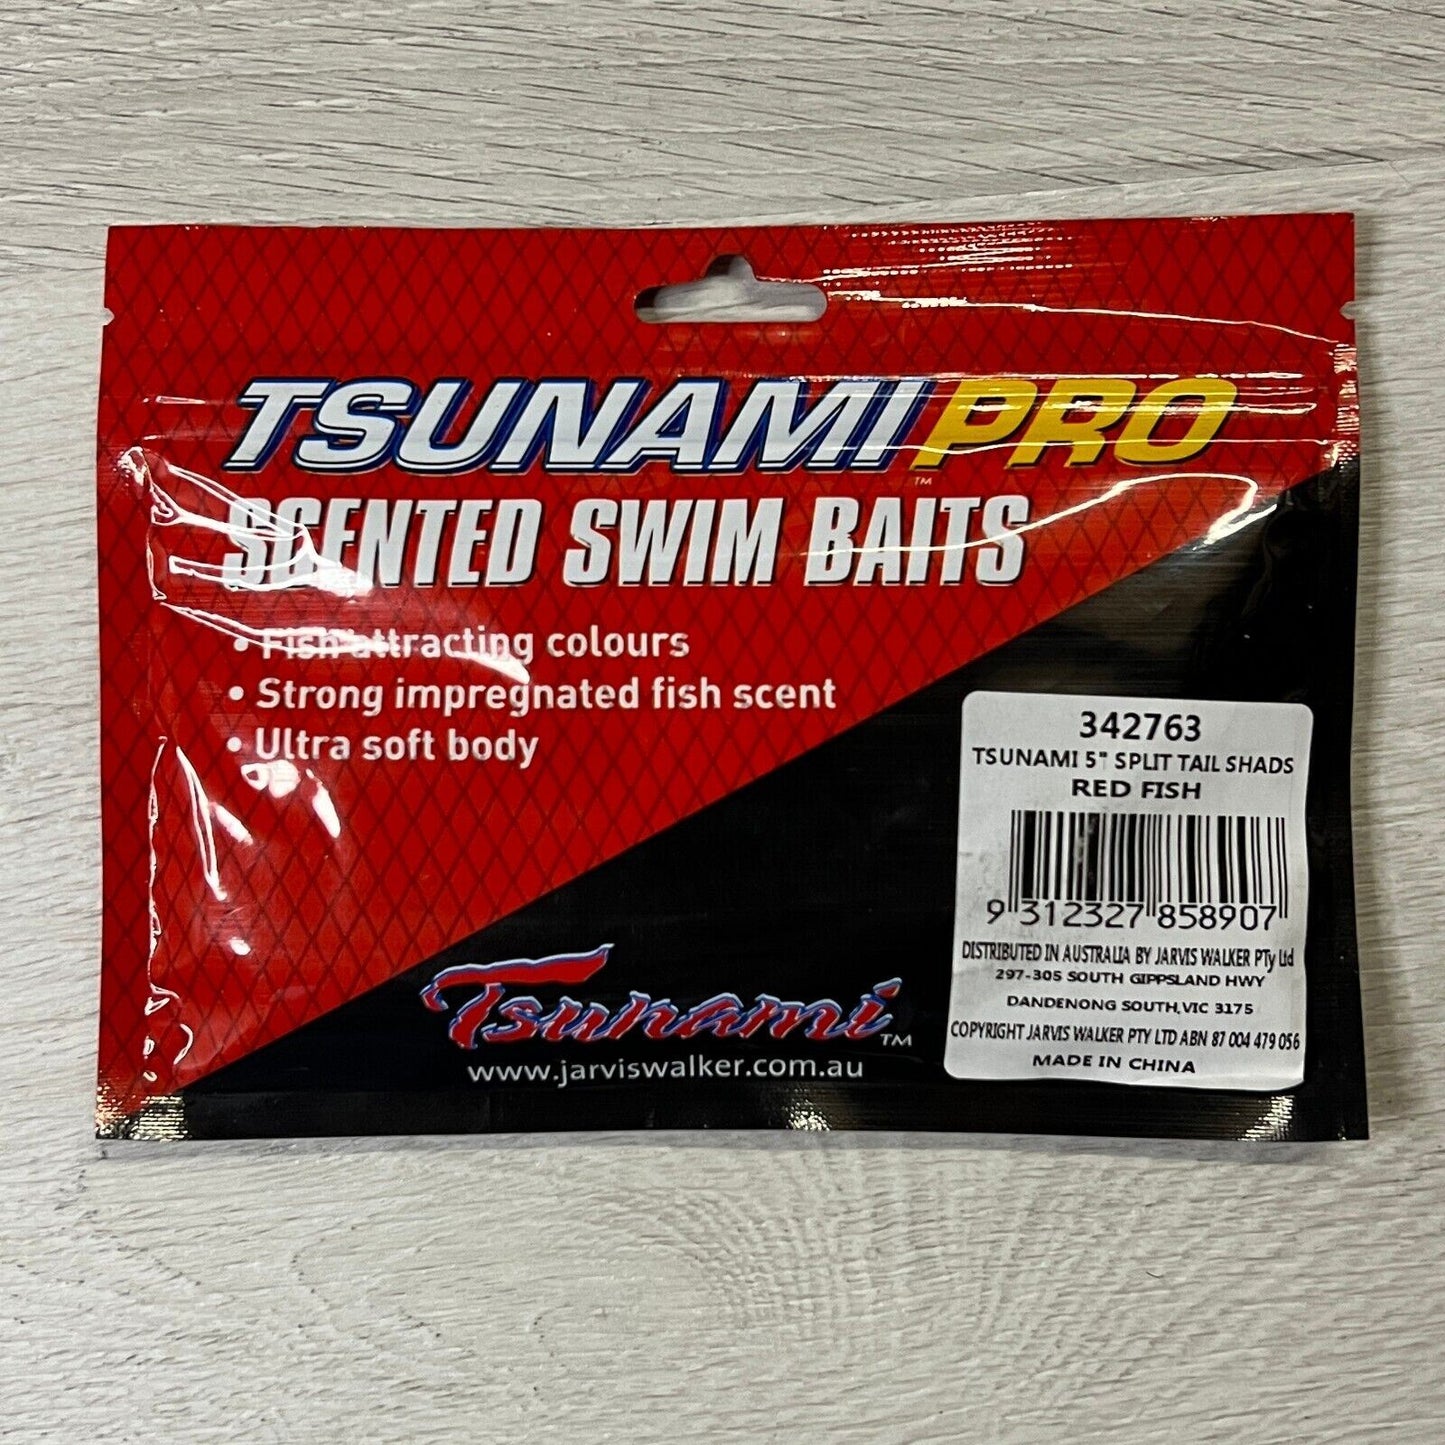 TSUNAMI PRO™
SCENTED SWIM BAITS
• Fish attracting colours
• Strong impregnated fish scent
• Ultra soft body
342763
TSUNAMI 5" SPLIT TAIL SHADS
RED FISH
9 312327 858907
DISTRIBUTED IN AUSTRALIA BY JARVIS WALKER PTy Ltd
297-305 SOUTH GIPPSLAND HWY
DANDENONG SOUTH, VIC 3175
COPYRIGHT JARVIS WALKER PTY LTD ABN 87 004 479 056
MADE IN CHINA
Tsunami™
www.jarviswalker.com.au